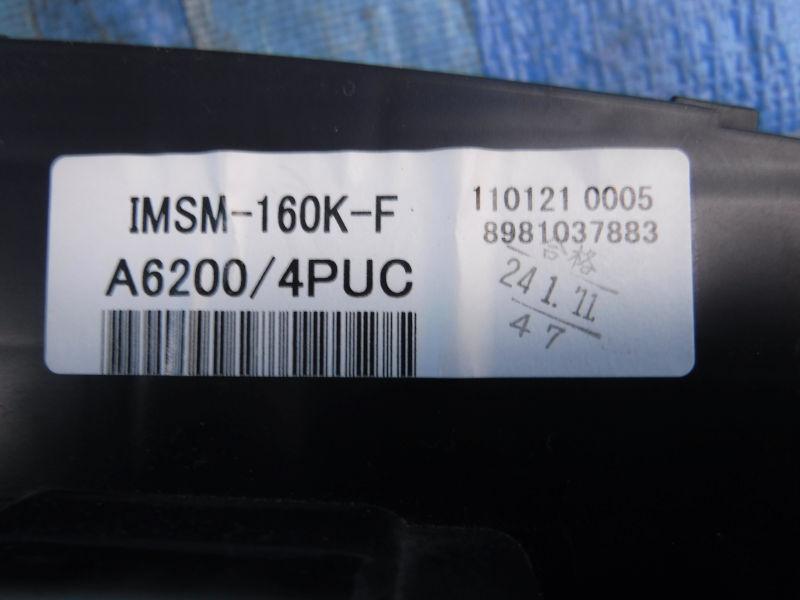 IMSM-160K-F
A6200/4PUC
110121 0005
8981037883
合格
24 1. 11
47